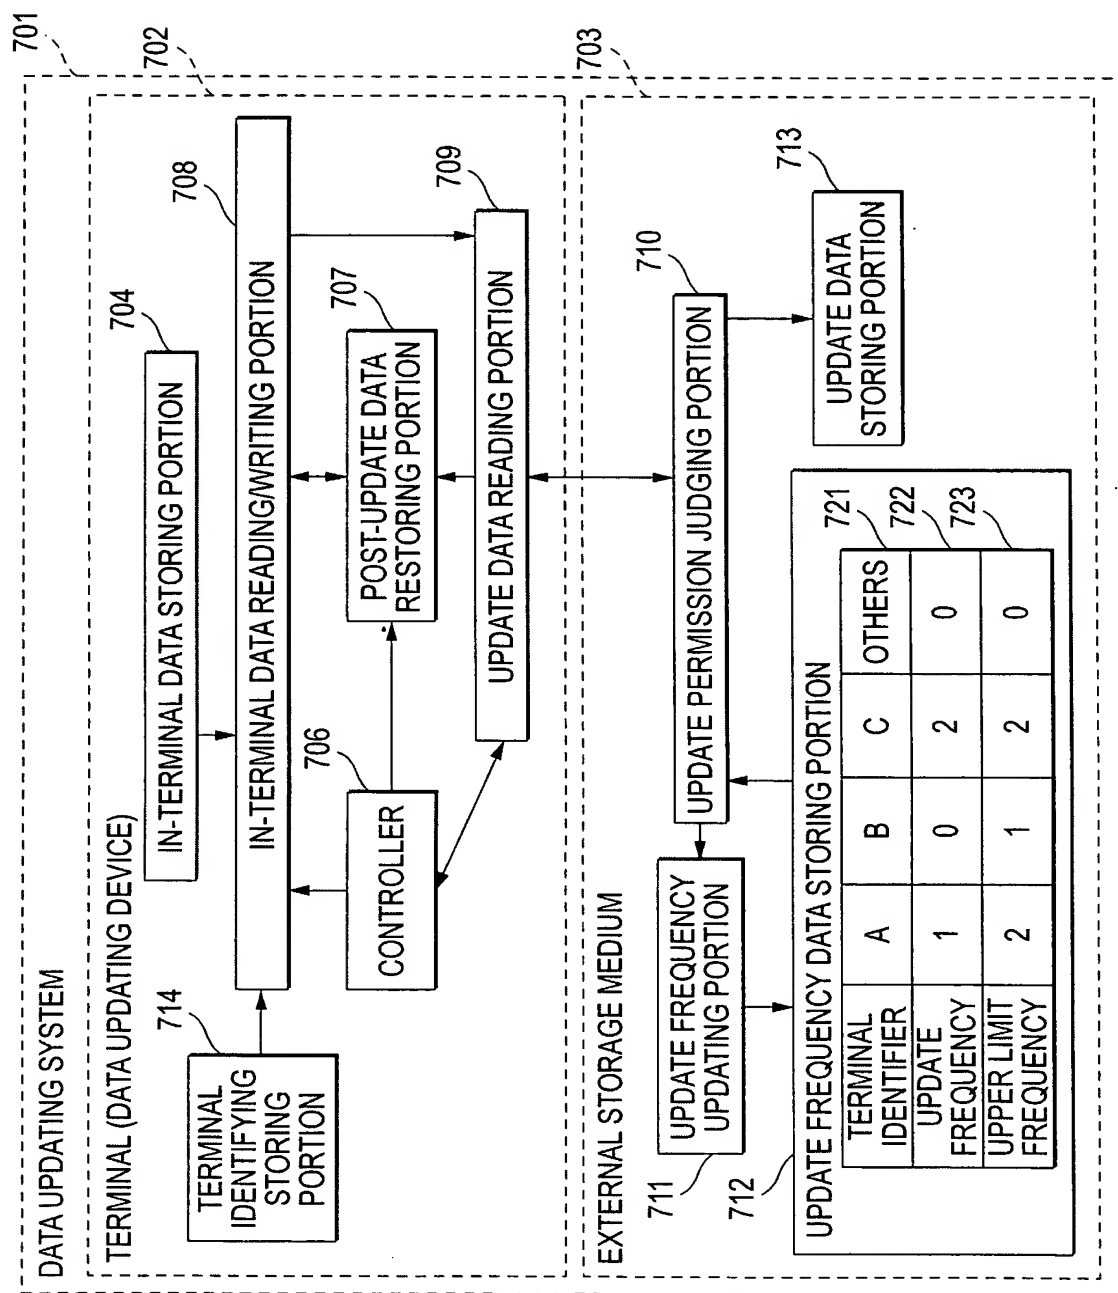 701
DATA UPDATING SYSTEM
702
TERMINAL (DATA UPDATING DEVICE)
704
IN-TERMINAL DATA STORING PORTION
708
714
TERMINAL
IDENTIFYING
STORING
PORTION
IN-TERMINAL DATA READING/WRITING PORTION
706
CONTROLLER
707
POST-UPDATE DATA
RESTORING PORTION
709
UPDATE DATA READING PORTION
703
EXTERNAL STORAGE MEDIUM
710
UPDATE PERMISSION JUDGING PORTION
711
UPDATE FREQUENCY
UPDATING PORTION
713
UPDATE DATA
STORING PORTION
712
UPDATE FREQUENCY DATA STORING PORTION
TERMINAL
IDENTIFIER
A B C OTHERS
721
UPDATE
FREQUENCY
1 0 2 0
722
UPPER LIMIT
FREQUENCY
2 1 2 0
723